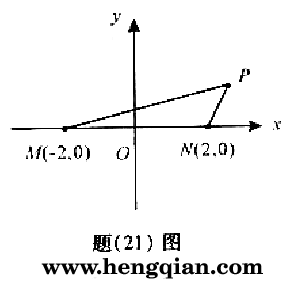 y
P
x
M(-2,0) O N(2,0)
题(21)图
www.hengqian.com